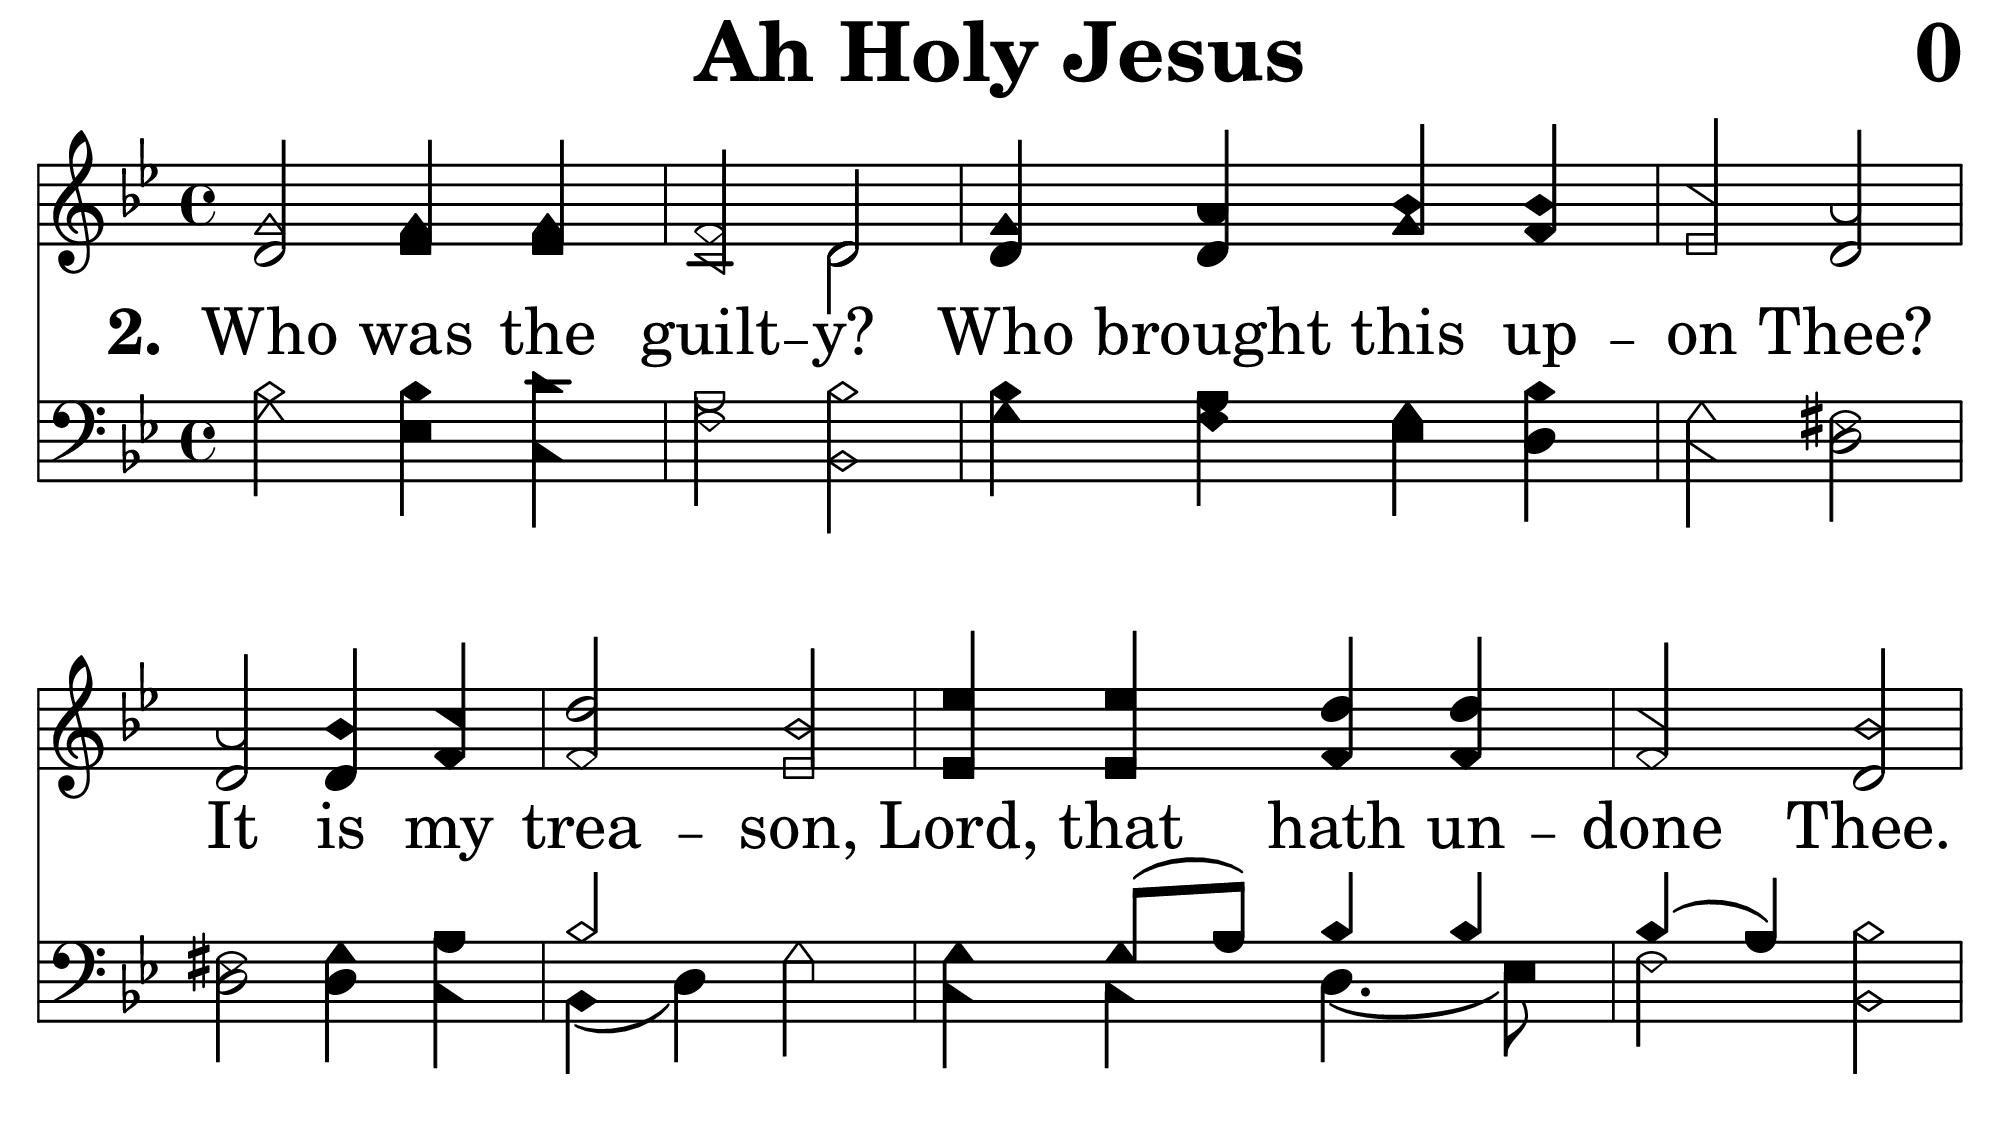 Ah Holy Jesus 0
2. Who was the guilt–y? Who brought this up – on Thee?
It is my trea – son, Lord, that hath un – done Thee.